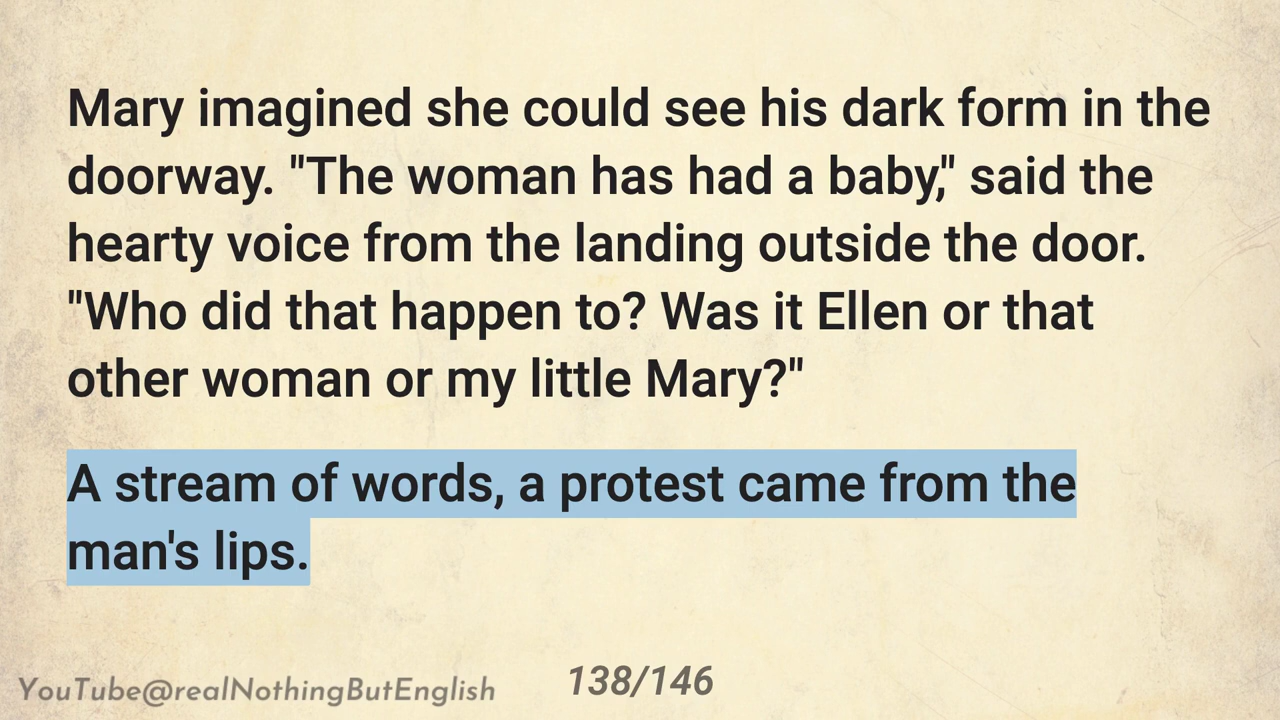 Mary imagined she could see his dark form in the
doorway. "The woman has had a baby," said the
hearty voice from the landing outside the door.
"Who did that happen to? Was it Ellen or that
other woman or my little Mary?"
A stream of words, a protest came from the
man's lips.
YouTube@realNothingButEnglish
138/146